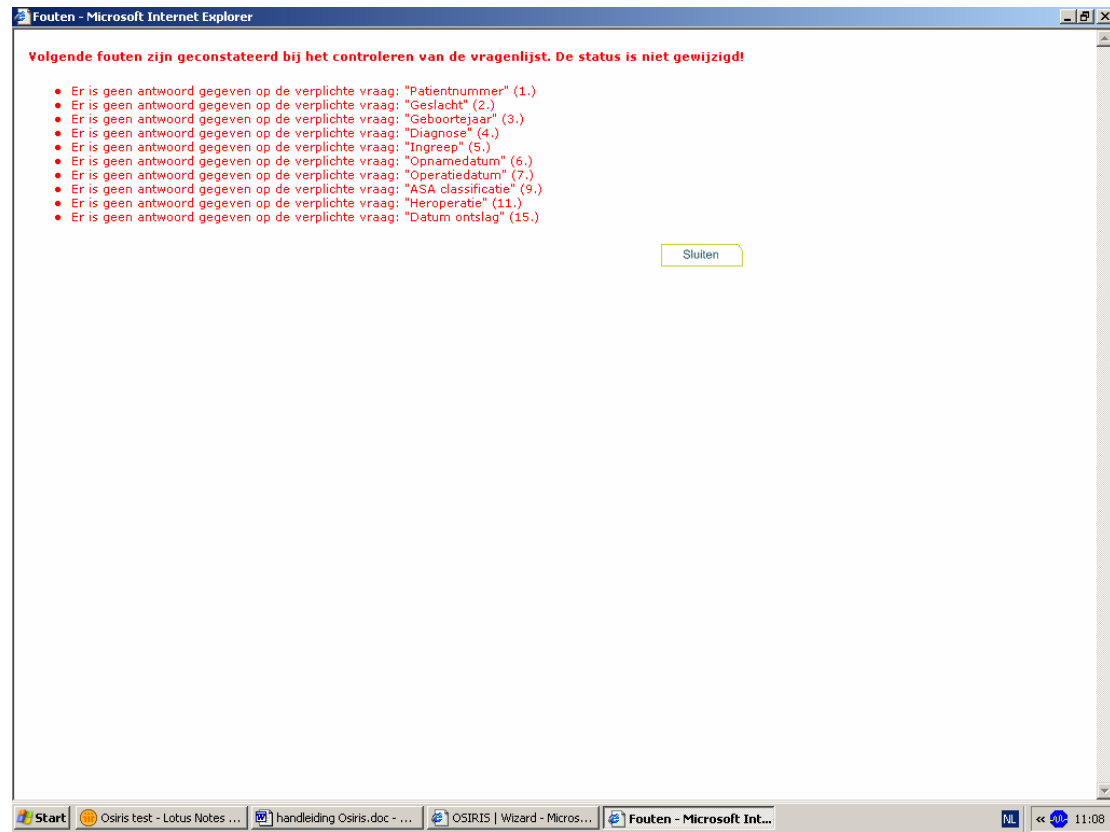 Fouten - Microsoft Internet Explorer
Volgende fouten zijn geconstateerd bij het controleren van de vragenlijst. De status is niet gewijzigd!
Er is geen antwoord gegeven op de verplichte vraag: "Patientnummer" (1.)
Er is geen antwoord gegeven op de verplichte vraag: "Geslacht" (2.)
Er is geen antwoord gegeven op de verplichte vraag: "Geboortejaar" (3.)
Er is geen antwoord gegeven op de verplichte vraag: "Diagnose" (4.)
Er is geen antwoord gegeven op de verplichte vraag: "Ingreep" (5.)
Er is geen antwoord gegeven op de verplichte vraag: "Opnamedatum" (6.)
Er is geen antwoord gegeven op de verplichte vraag: "Operatiedatum" (7.)
Er is geen antwoord gegeven op de verplichte vraag: "ASA classificatie" (9.)
Er is geen antwoord gegeven op de verplichte vraag: "Heroperatie" (11.)
Er is geen antwoord gegeven op de verplichte vraag: "Datum ontslag" (15.)
Sluiten
Start Osiris test - Lotus Notes ... handleiding Osiris.doc - ... OSIRIS | Wizard - Micros... Fouten - Microsoft Int... NL « 11:08